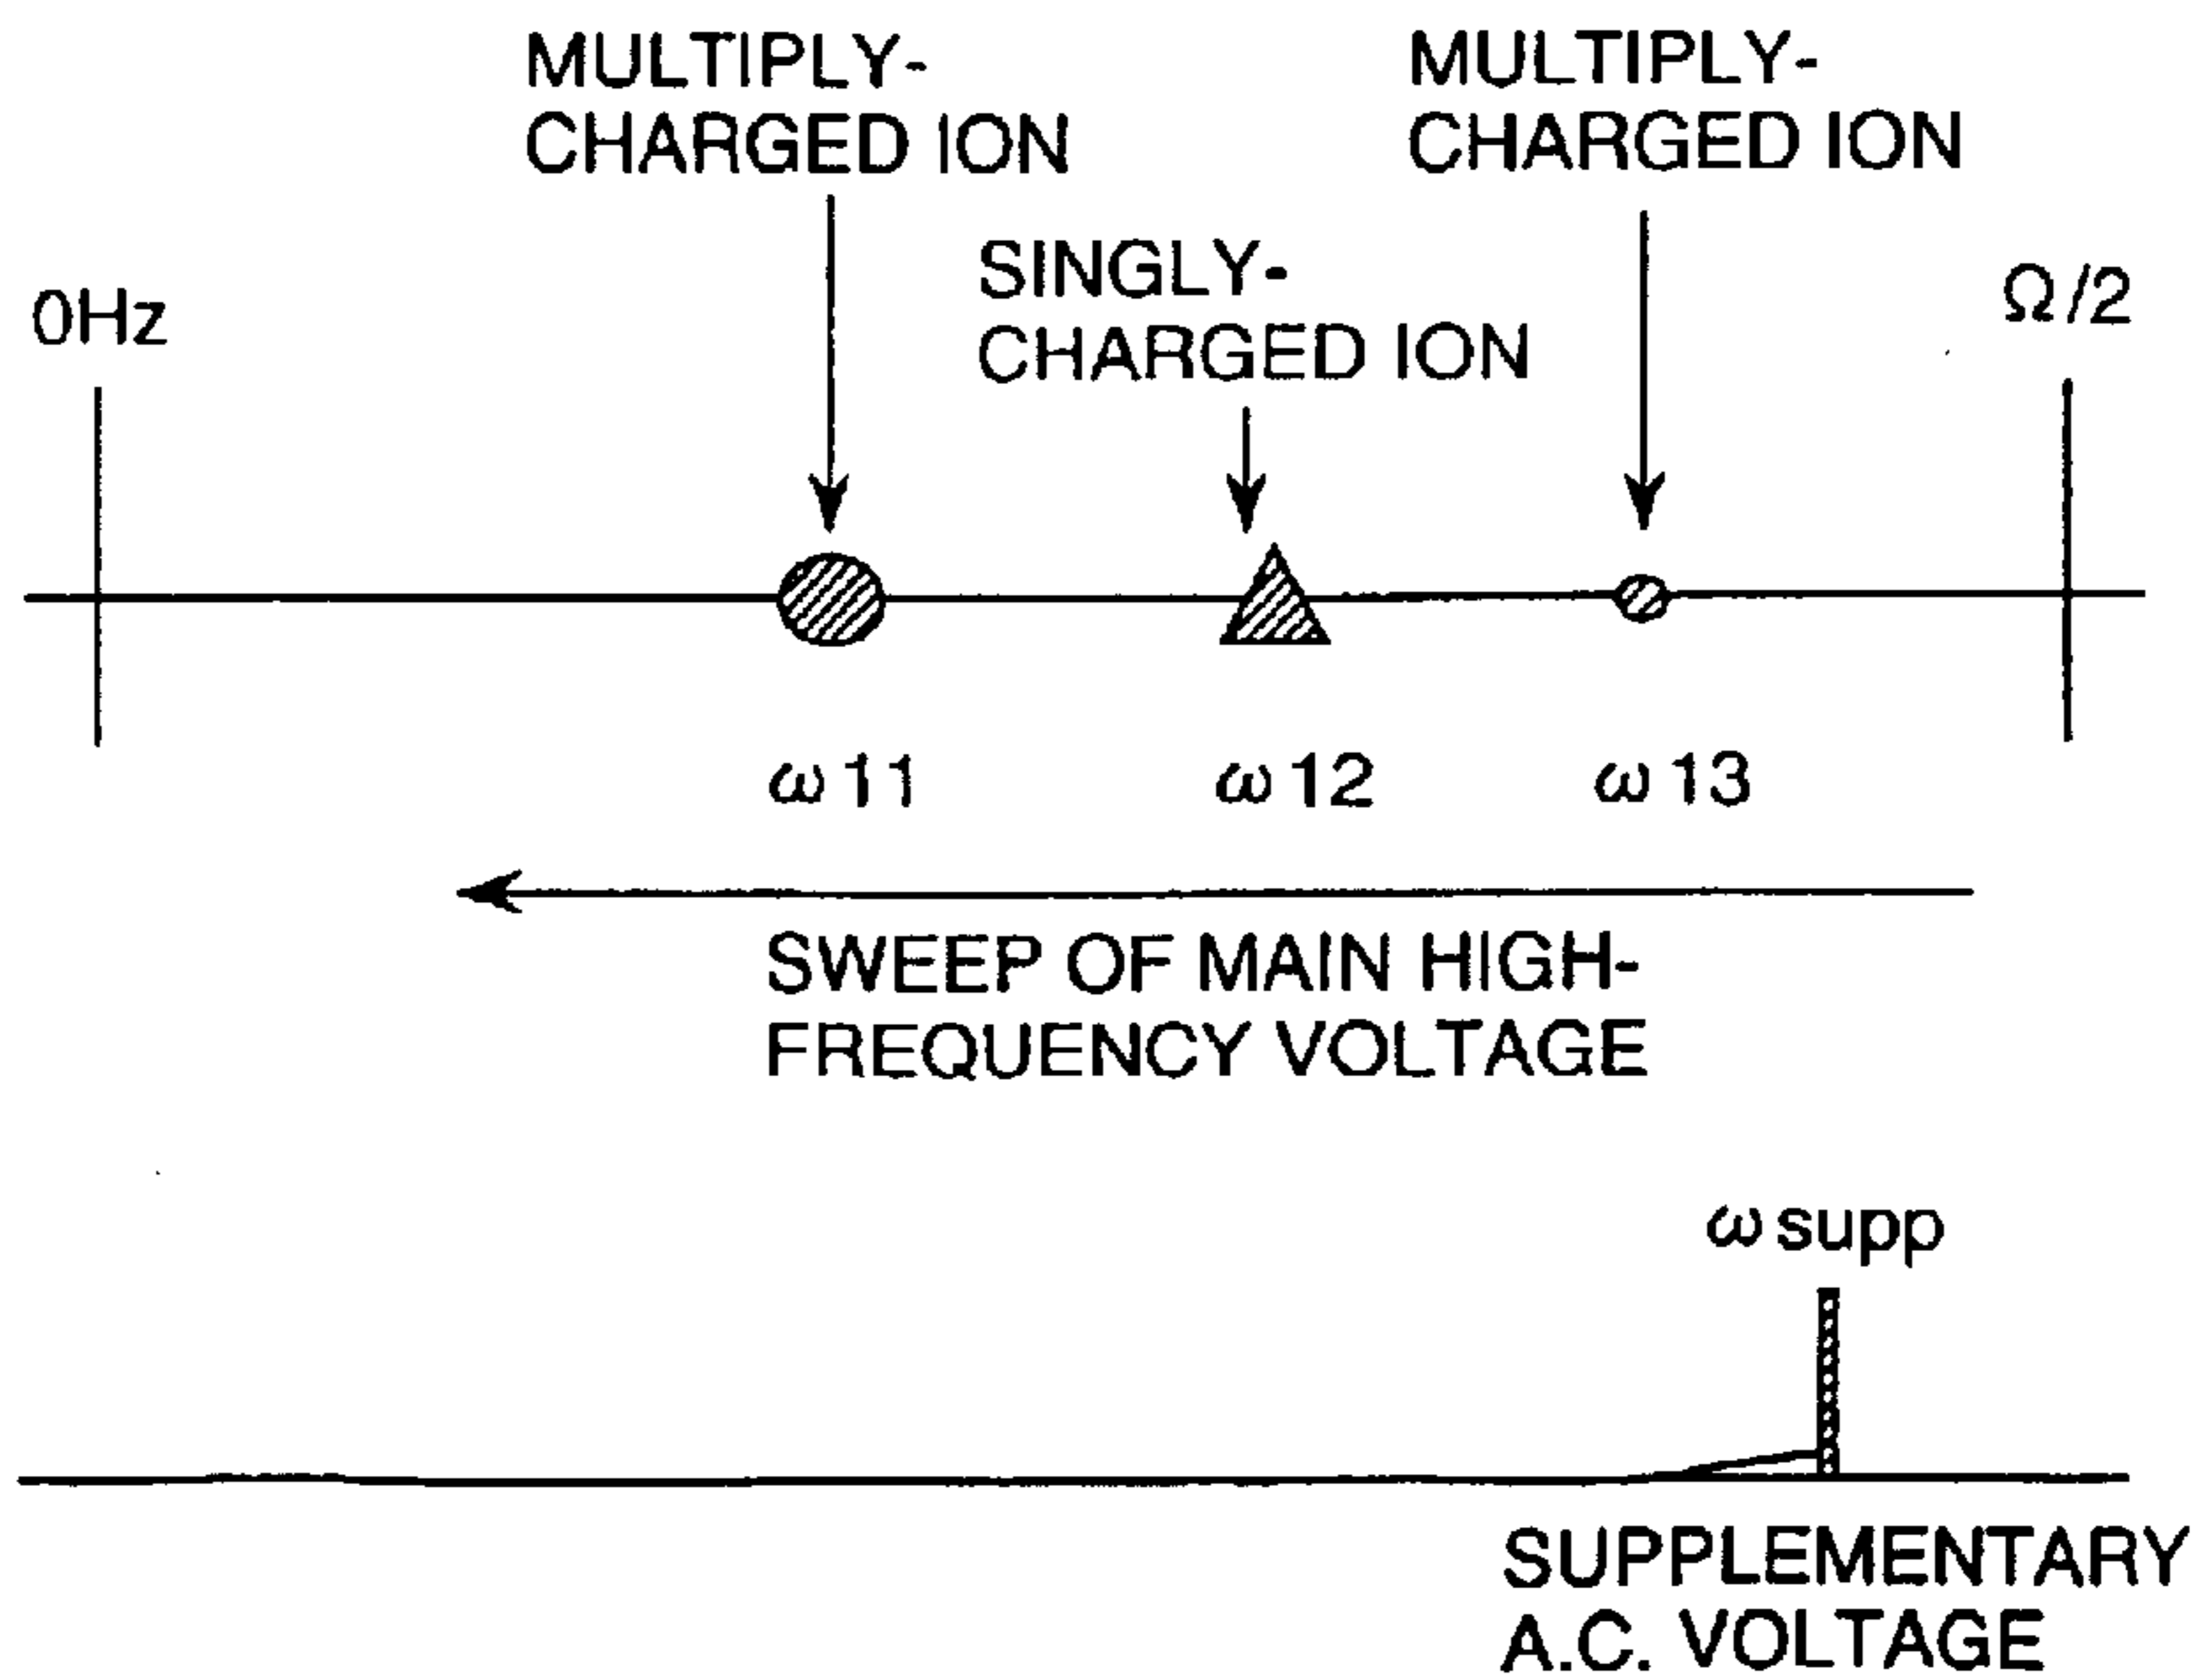 MULTIPLY-
CHARGED ION
MULTIPLY-
CHARGED ION
SINGLY-
CHARGED ION
0Hz
Ω/2
ω11
ω12
ω13
SWEEP OF MAIN HIGH-
FREQUENCY VOLTAGE
ωsupp
SUPPLEMENTARY
A.C. VOLTAGE